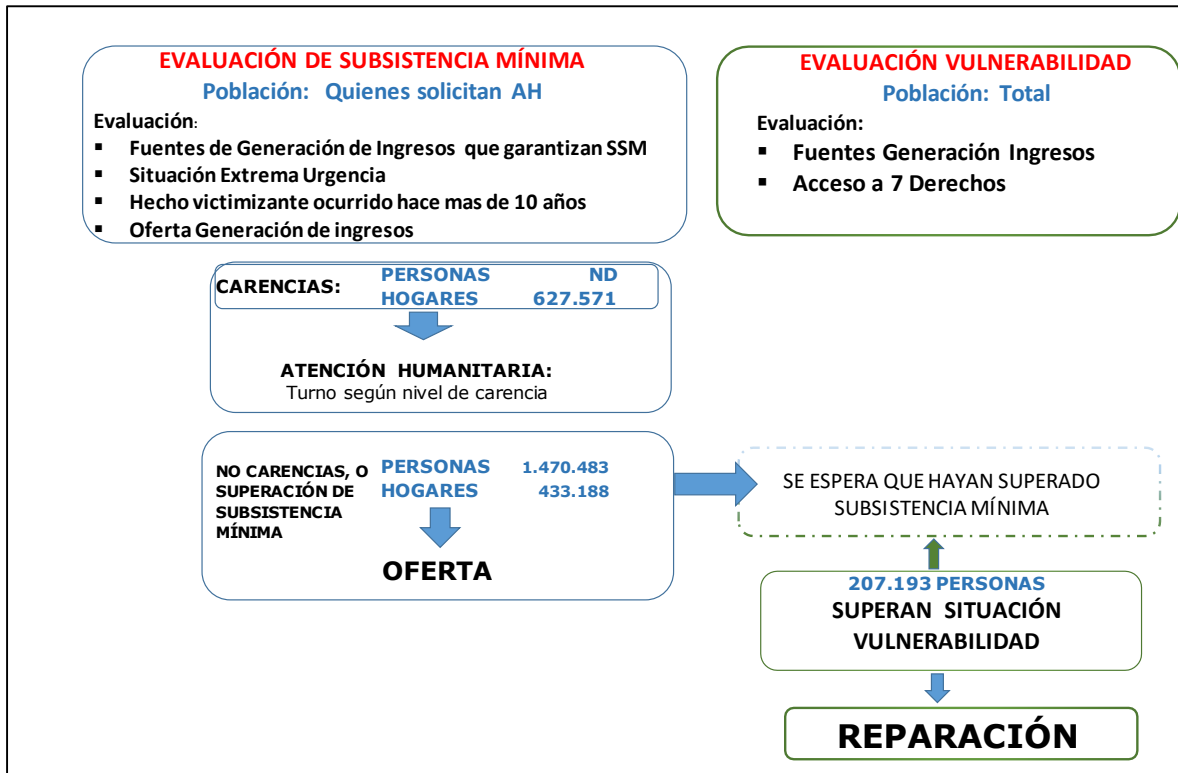 EVALUACIÓN DE SUBSISTENCIA MÍNIMA
Población: Quienes solicitan AH
Evaluación:
▪ Fuentes de Generación de Ingresos que garantizan SSM
▪ Situación Extrema Urgencia
▪ Hecho victimizante ocurrido hace mas de 10 años
▪ Oferta Generación de ingresos
EVALUACIÓN VULNERABILIDAD
Población: Total
Evaluación:
▪ Fuentes Generación Ingresos
▪ Acceso a 7 Derechos
CARENCIAS:
PERSONAS ND
HOGARES 627.571
ATENCIÓN HUMANITARIA:
Turno según nivel de carencia
NO CARENCIAS, O
SUPERACIÓN DE
SUBSISTENCIA
MÍNIMA
PERSONAS 1.470.483
HOGARES 433.188
OFERTA
SE ESPERA QUE HAYAN SUPERADO
SUBSISTENCIA MÍNIMA
207.193 PERSONAS
SUPERAN SITUACIÓN
VULNERABILIDAD
REPARACIÓN